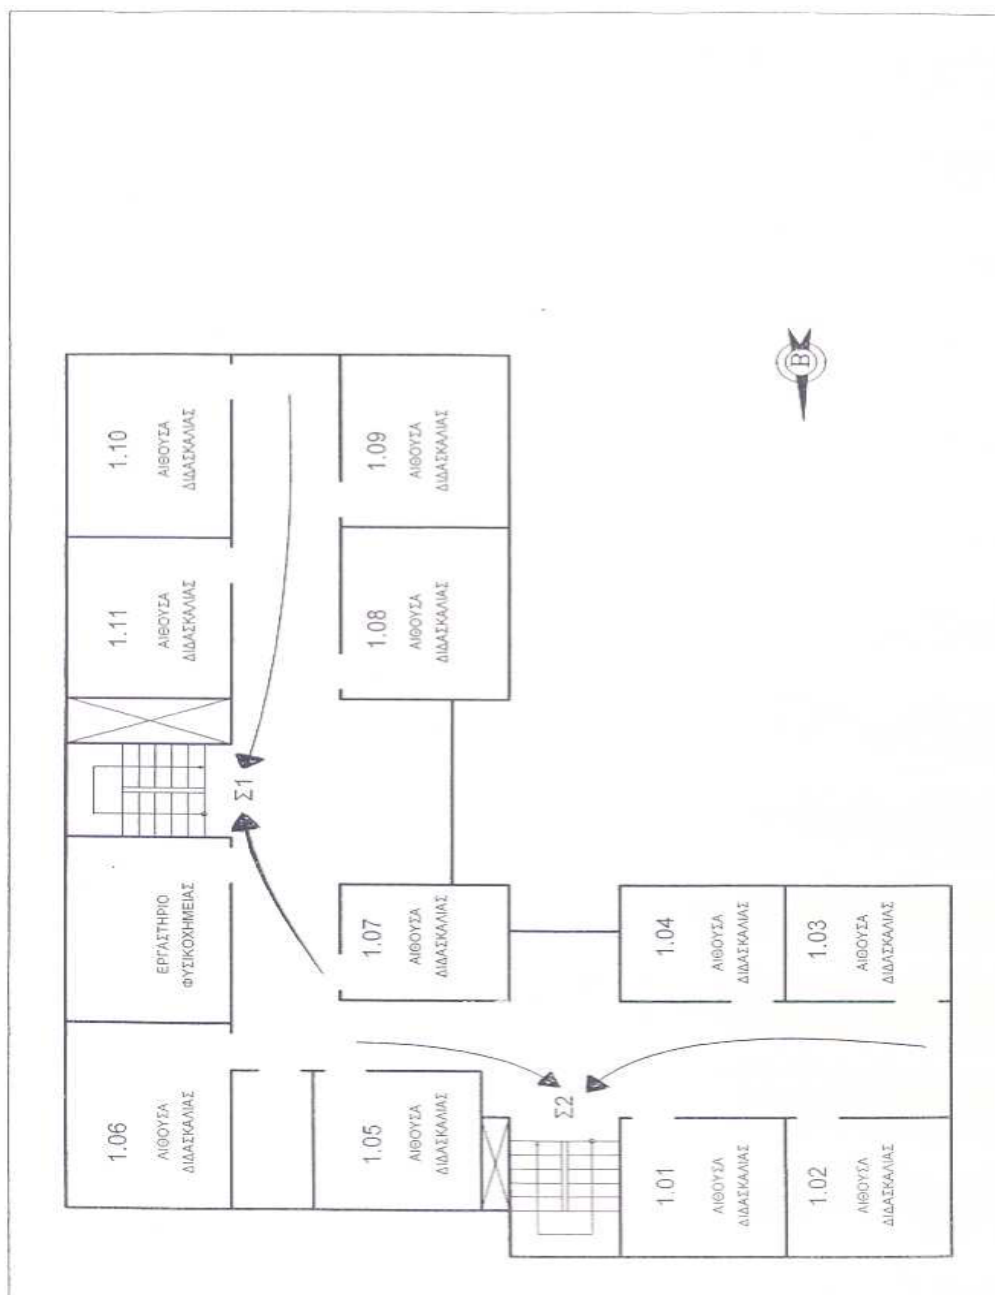 1.10
ΑΙΘΟΥΣΑ
ΔΙΔΑΣΚΑΛΙΑΣ
1.09
ΑΙΘΟΥΣΑ
ΔΙΔΑΣΚΑΛΙΑΣ
1.11
ΑΙΘΟΥΣΑ
ΔΙΔΑΣΚΑΛΙΑΣ
1.08
ΑΙΘΟΥΣΑ
ΔΙΔΑΣΚΑΛΙΑΣ
Β
Σ1
ΕΡΓΑΣΤΗΡΙΟ
ΦΥΣΙΚΟΧΗΜΕΙΑΣ
1.07
ΑΙΘΟΥΣΑ
ΔΙΔΑΣΚΑΛΙΑΣ
1.04
ΑΙΘΟΥΣΑ
ΔΙΔΑΣΚΑΛΙΑΣ
1.03
ΑΙΘΟΥΣΑ
ΔΙΔΑΣΚΑΛΙΑΣ
1.06
ΑΙΘΟΥΣΑ
ΔΙΔΑΣΚΑΛΙΑΣ
1.05
ΑΙΘΟΥΣΑ
ΔΙΔΑΣΚΑΛΙΑΣ
Σ2
1.01
ΑΙΘΟΥΣΑ
ΔΙΔΑΣΚΑΛΙΑΣ
1.02
ΑΙΘΟΥΣΑ
ΔΙΔΑΣΚΑΛΙΑΣ